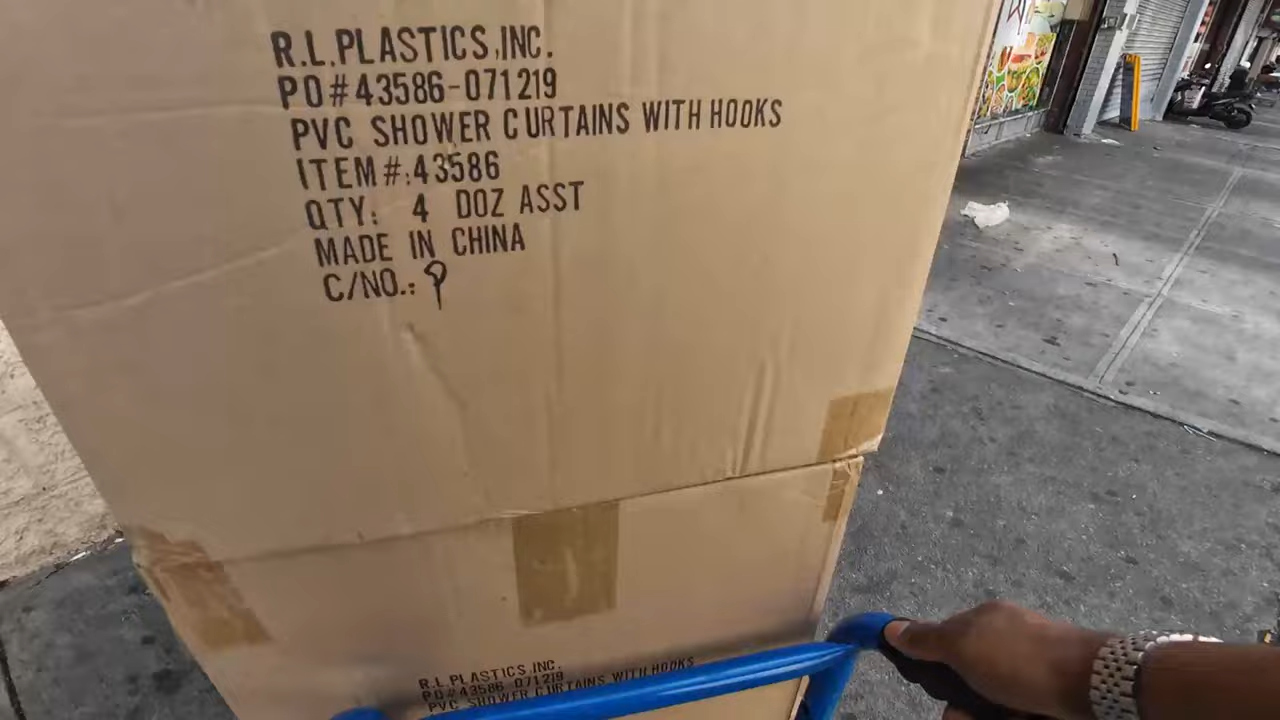 R.L.PLASTICS,INC.
PO#43586-071219
PVC SHOWER CURTAINS WITH HOOKS
ITEM#:43586
QTY: 4 DOZ ASST
MADE IN CHINA
C/NO.: 9
R.L.PLASTICS,INC.
PO#43586-071219
PVC SHOWER CURTAINS WITH HOOKS